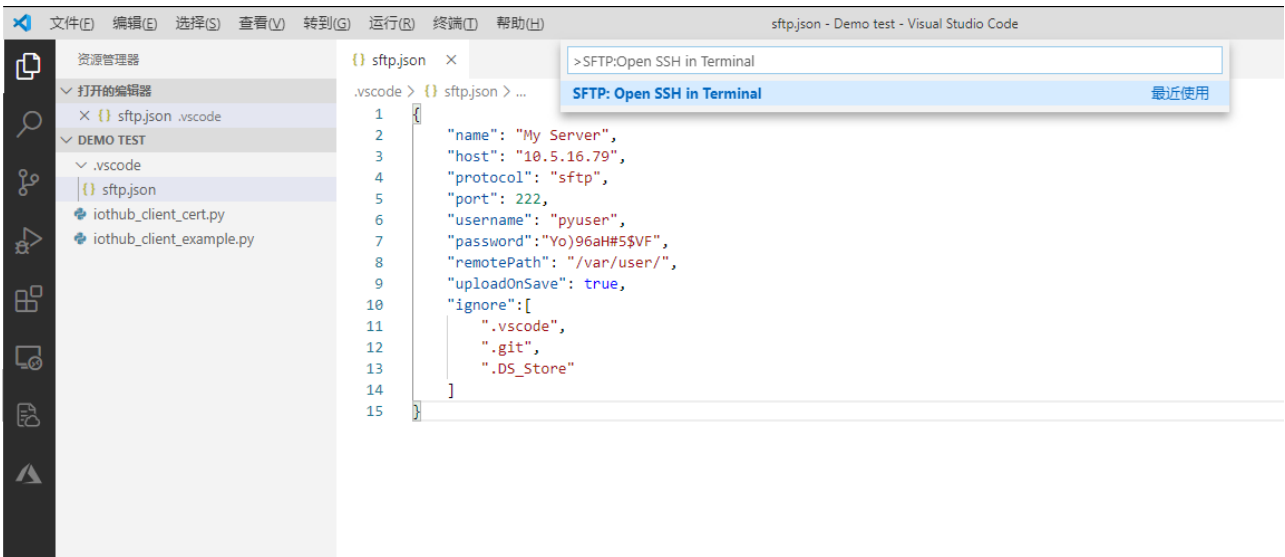 文件(F) 编辑(E) 选择(S) 查看(V) 转到(G) 运行(R) 终端(T) 帮助(H) sftp.json - Demo test - Visual Studio Code
资源管理器
打开的编辑器
sftp.json .vscode
DEMO TEST
.vscode
{} sftp.json
iothub_client_cert.py
iothub_client_example.py
{} sftp.json
>SFTP:Open SSH in Terminal
SFTP: Open SSH in Terminal 最近使用
.vscode > {} sftp.json > ...
1 {
2 "name": "My Server",
3 "host": "10.5.16.79",
4 "protocol": "sftp",
5 "port": 222,
6 "username": "pyuser",
7 "password":"Yo)96aH#5$VF",
8 "remotePath": "/var/user/",
9 "uploadOnSave": true,
10 "ignore":[
11 ".vscode",
12 ".git",
13 ".DS_Store"
14 ]
15 }